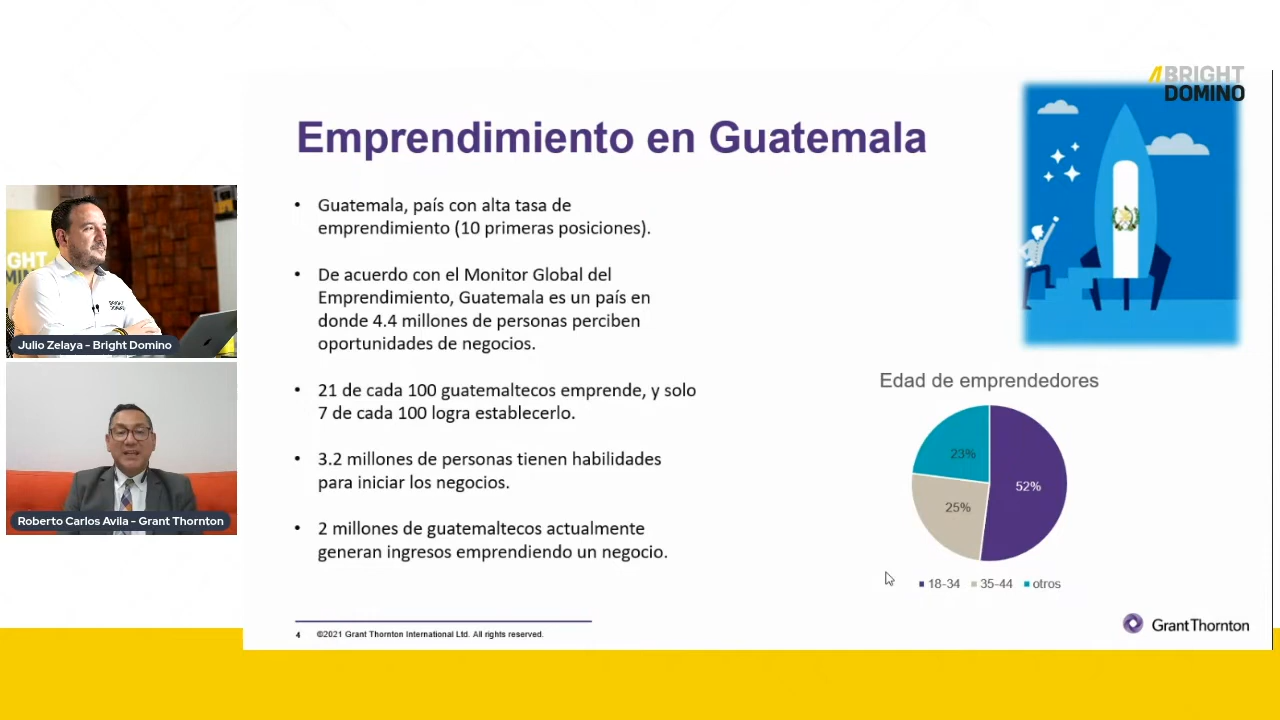 BRIGHT
DOMINO
Emprendimiento en Guatemala
• Guatemala, país con alta tasa de
emprendimiento (10 primeras posiciones).
• De acuerdo con el Monitor Global del
Emprendimiento, Guatemala es un país en
donde 4.4 millones de personas perciben
oportunidades de negocios.
• 21 de cada 100 guatemaltecos emprende, y solo
7 de cada 100 logra establecerlo.
• 3.2 millones de personas tienen habilidades
para iniciar los negocios.
• 2 millones de guatemaltecos actualmente
generan ingresos emprendiendo un negocio.
Edad de emprendedores
23%
52%
25%
18-34 35-44 otros
4 ©2021 Grant Thornton International Ltd. All rights reserved.
Grant Thornton
BRIGHT
DOMINO
Julio Zelaya - Bright Domino
Roberto Carlos Avila - Grant Thornton